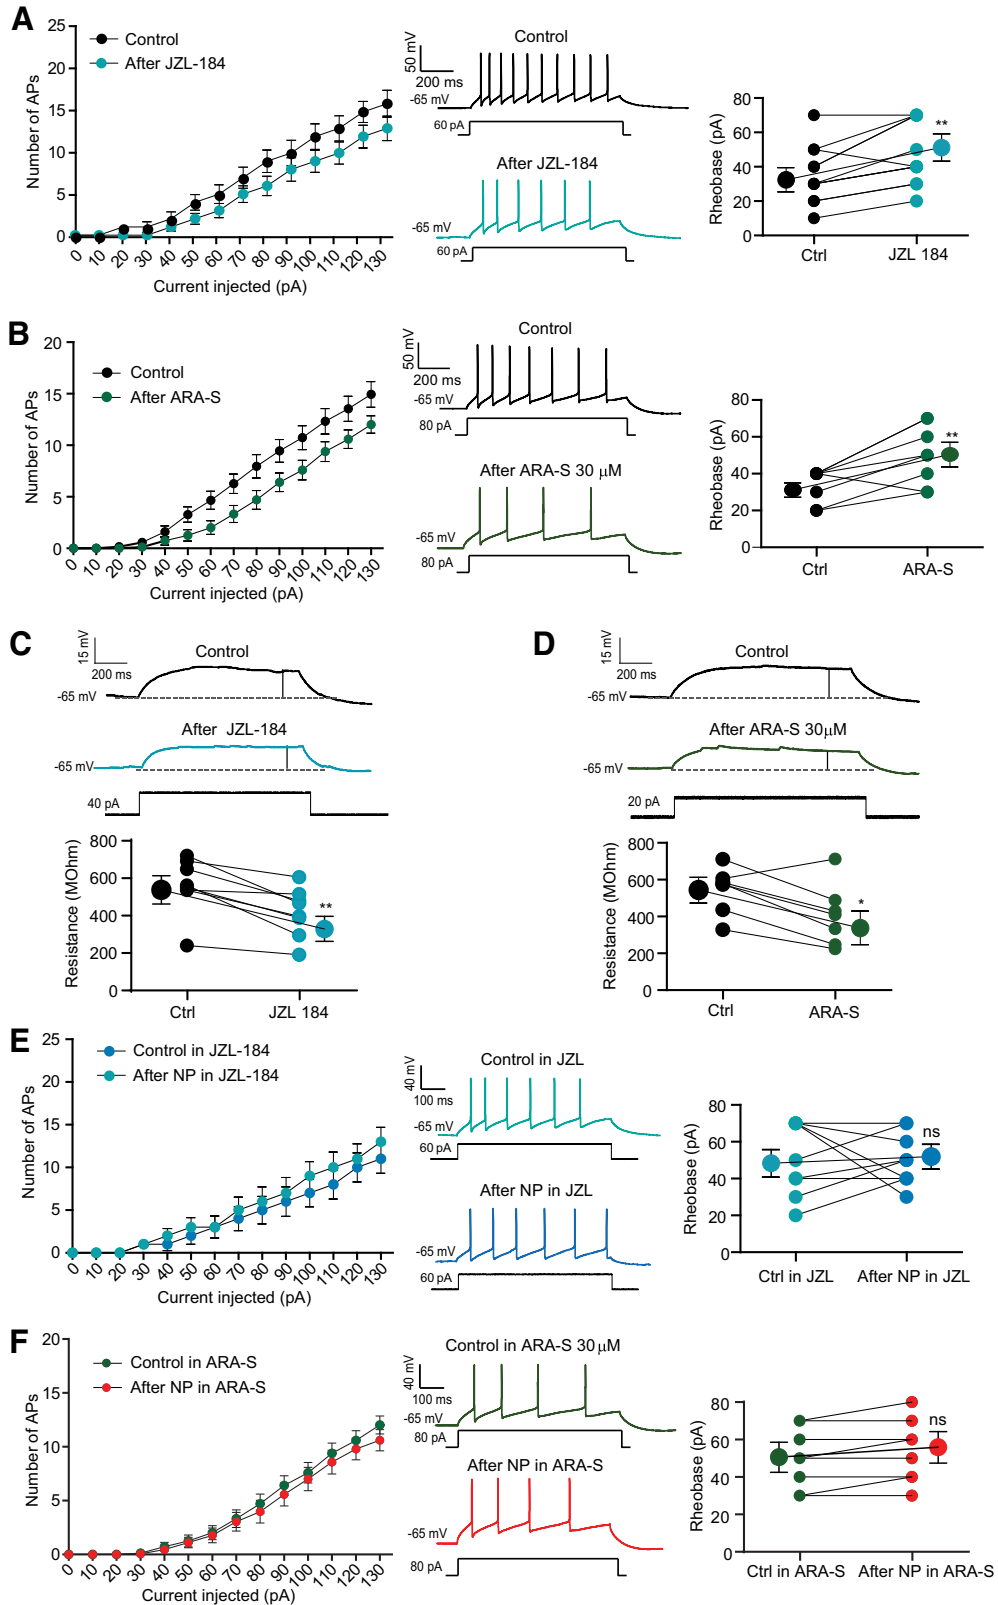 A
25
20
15
10
5
0
Number of APs
Control
After JZL-184
0 10 20 30 40 50 60 70 80 90 100 110 120 130
Current injected (pA)
50 mV
200 ms
Control
-65 mV
60 pA
After JZL-184
-65 mV
60 pA
80
60
40
20
0
Rheobase (pA)
**
Ctrl JZL 184
B
20
15
10
5
0
Number of APs
Control
After ARA-S
0 10 20 30 40 50 60 70 80 90 100 110 120 130
Current injected (pA)
50 mV
200 ms
Control
-65 mV
80 pA
After ARA-S 30 μM
-65 mV
80 pA
80
60
40
20
0
Rheobase (pA)
**
Ctrl ARA-S
C
15 mV
200 ms
Control
-65 mV
After JZL-184
-65 mV
40 pA
800
600
400
200
0
Resistance (MOhm)
**
Ctrl JZL 184
D
15 mV
200 ms
Control
-65 mV
After ARA-S 30μM
-65 mV
20 pA
800
600
400
200
0
Resistance (MOhm)
*
Ctrl ARA-S
E
25
20
15
10
5
0
Number of APs
Control in JZL-184
After NP in JZL-184
0 10 20 30 40 50 60 70 80 90 100 110 120 130
Current injected (pA)
40 mV
100 ms
Control in JZL
-65 mV
60 pA
After NP in JZL
-65 mV
60 pA
80
60
40
20
0
Rheobase (pA)
ns
Ctrl in JZL After NP in JZL
F
20
15
10
5
0
Number of APs
Control in ARA-S
After NP in ARA-S
0 10 20 30 40 50 60 70 80 90 100 110 120 130
Current injected (pA)
40 mV
100 ms
Control in ARA-S 30 μM
-65 mV
80 pA
After NP in ARA-S
-65 mV
80 pA
80
60
40
20
0
Rheobase (pA)
ns
Ctrl in ARA-S After NP in ARA-S